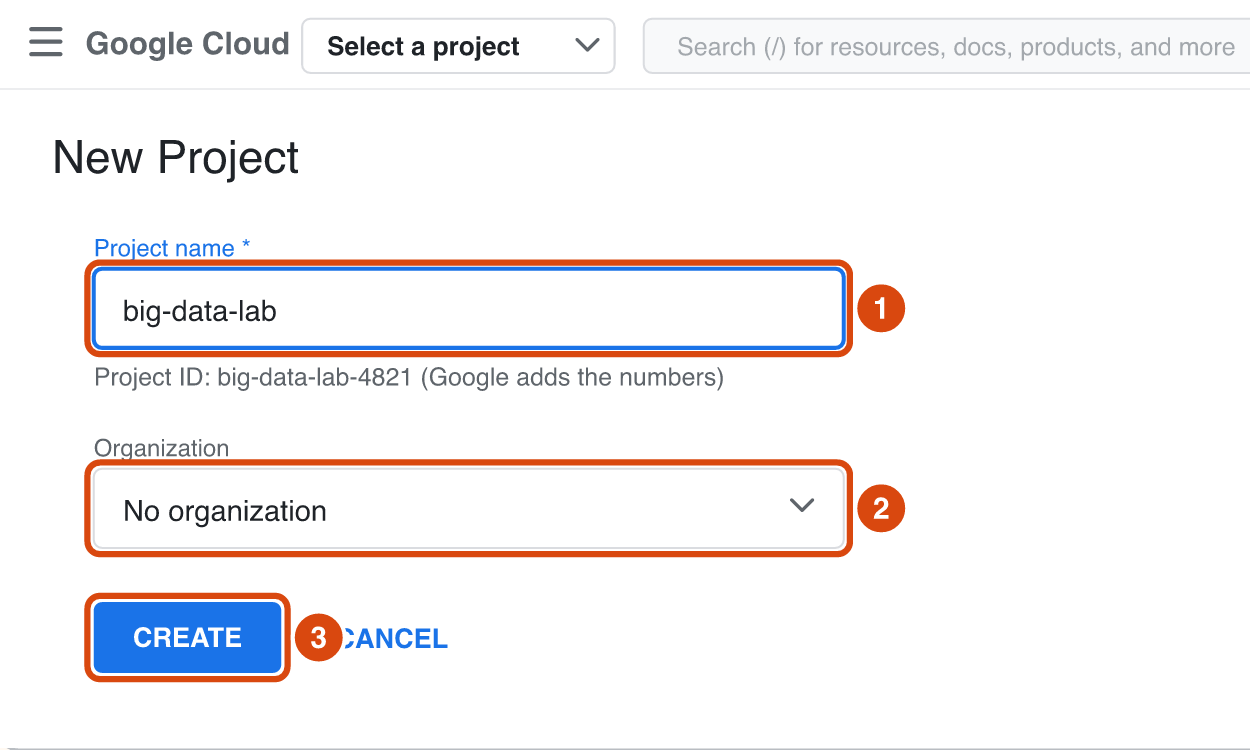 Google Cloud Select a project Search (/) for resources, docs, products, and more
New Project
Project name *
big-data-lab 1
Project ID: big-data-lab-4821 (Google adds the numbers)
Organization
No organization 2
CREATE 3 CANCEL